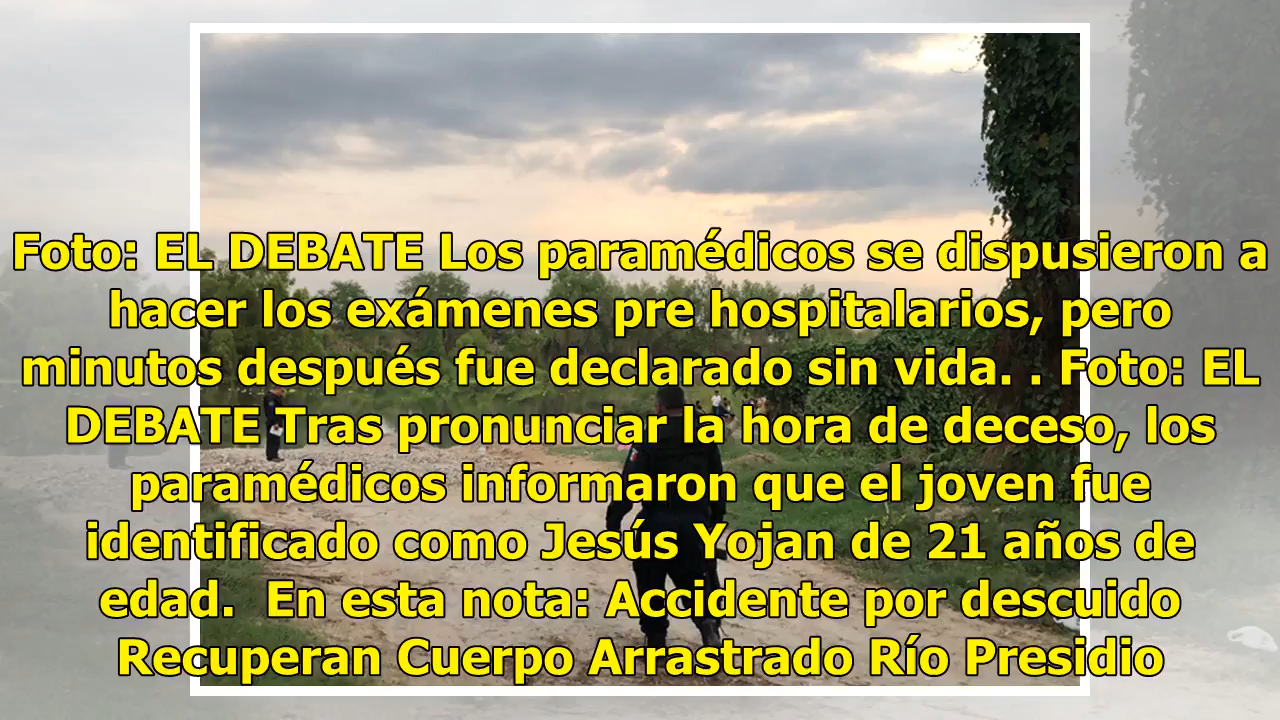 Foto: EL DEBATE Los paramédicos se dispusieron a
hacer los exámenes pre hospitalarios, pero
minutos después fue declarado sin vida. . Foto: EL
DEBATE Tras pronunciar la hora de deceso, los
paramédicos informaron que el joven fue
identificado como Jesús Yojan de 21 años de
edad.  En esta nota: Accidente por descuido
Recuperan Cuerpo Arrastrado Río Presidio